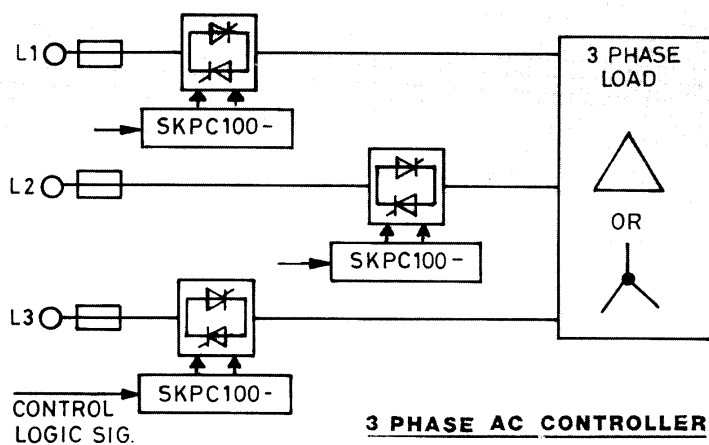 L1
3 PHASE
LOAD
SKPC100-
L2
OR
SKPC100-
L3
SKPC100-
CONTROL
LOGIC SIG.
3 PHASE AC CONTROLLER